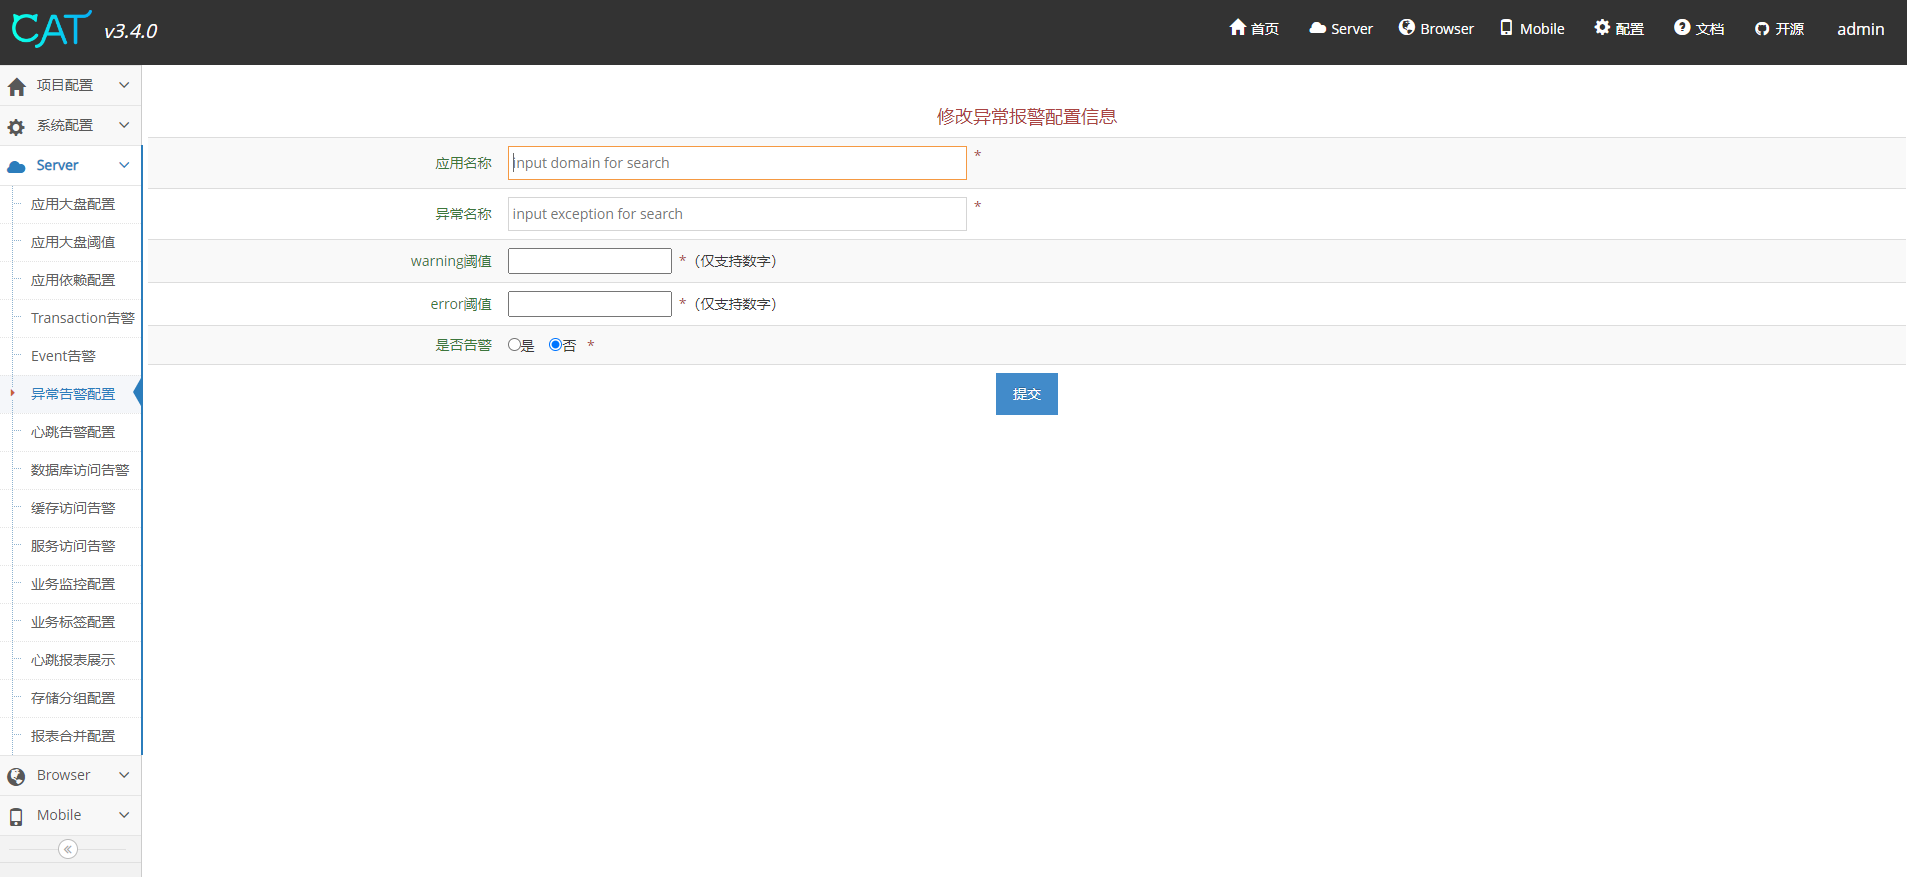 CAT v3.4.0
首页 Server Browser Mobile 配置 文档 开源 admin
项目配置
系统配置
Server
应用大盘配置
应用大盘阈值
应用依赖配置
Transaction告警
Event告警
异常告警配置
心跳告警配置
数据库访问告警
缓存访问告警
服务访问告警
业务监控配置
业务标签配置
心跳报表展示
存储分组配置
报表合并配置
Browser
Mobile
修改异常报警配置信息
应用名称 input domain for search *
异常名称 input exception for search *
warning阈值 * （仅支持数字）
error阈值 * （仅支持数字）
是否告警 是 否 *
提交